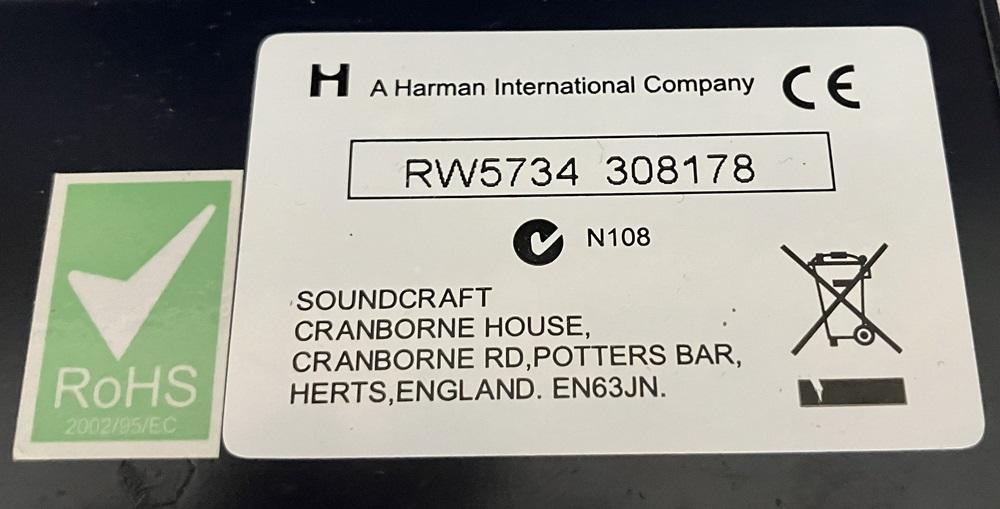 H A Harman International Company CE
RW5734 308178
N108
SOUNDCRAFT
CRANBORNE HOUSE,
CRANBORNE RD,POTTERS BAR,
HERTS,ENGLAND. EN63JN.
RoHS
2002/95/EC